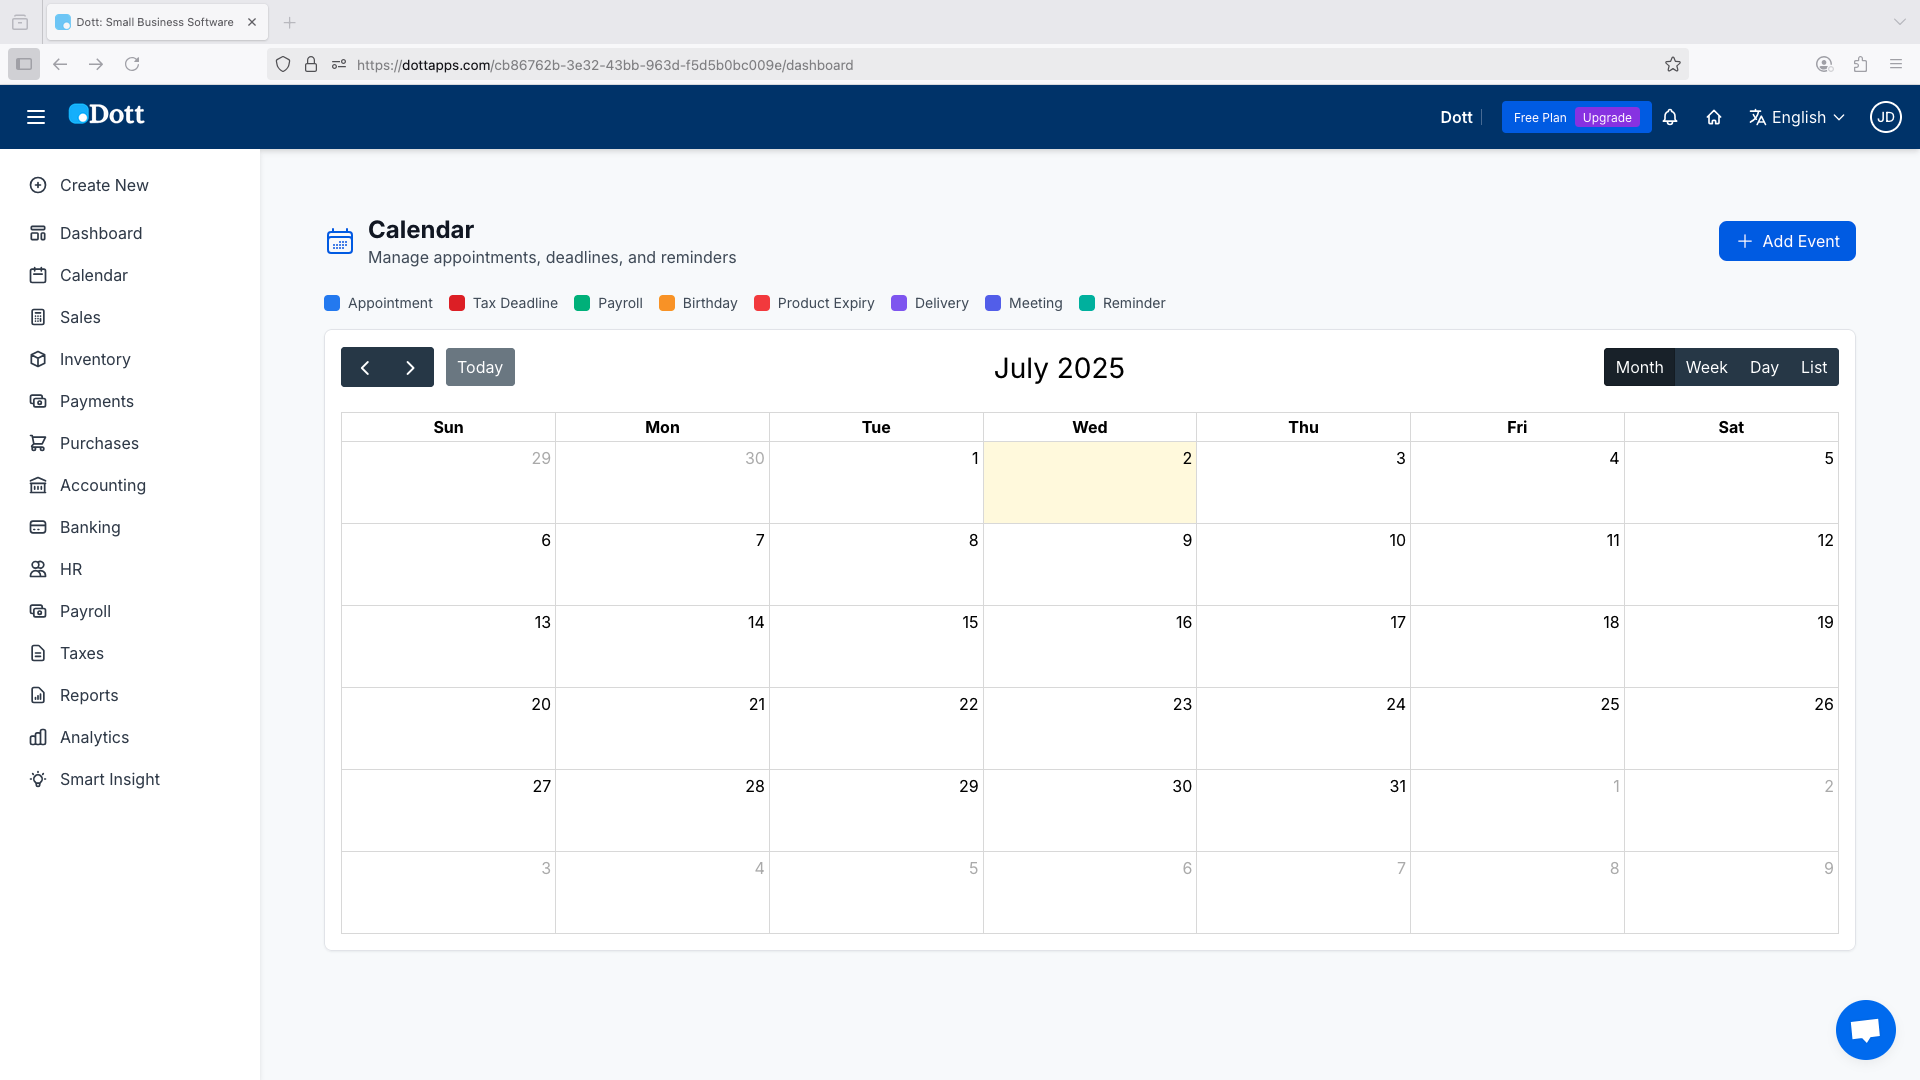 Dott: Small Business Software
https://dottapps.com/cb86762b-3e32-43bb-963d-f5d5b0bc009e/dashboard
Dott
Dott
Free Plan Upgrade
English
JD
Create New
Dashboard
Calendar
Sales
Inventory
Payments
Purchases
Accounting
Banking
HR
Payroll
Taxes
Reports
Analytics
Smart Insight
Calendar
Manage appointments, deadlines, and reminders
Add Event
Appointment Tax Deadline Payroll Birthday Product Expiry Delivery Meeting Reminder
Today
July 2025
Month Week Day List
Sun Mon Tue Wed Thu Fri Sat
29 30 1 2 3 4 5
6 7 8 9 10 11 12
13 14 15 16 17 18 19
20 21 22 23 24 25 26
27 28 29 30 31 1 2
3 4 5 6 7 8 9